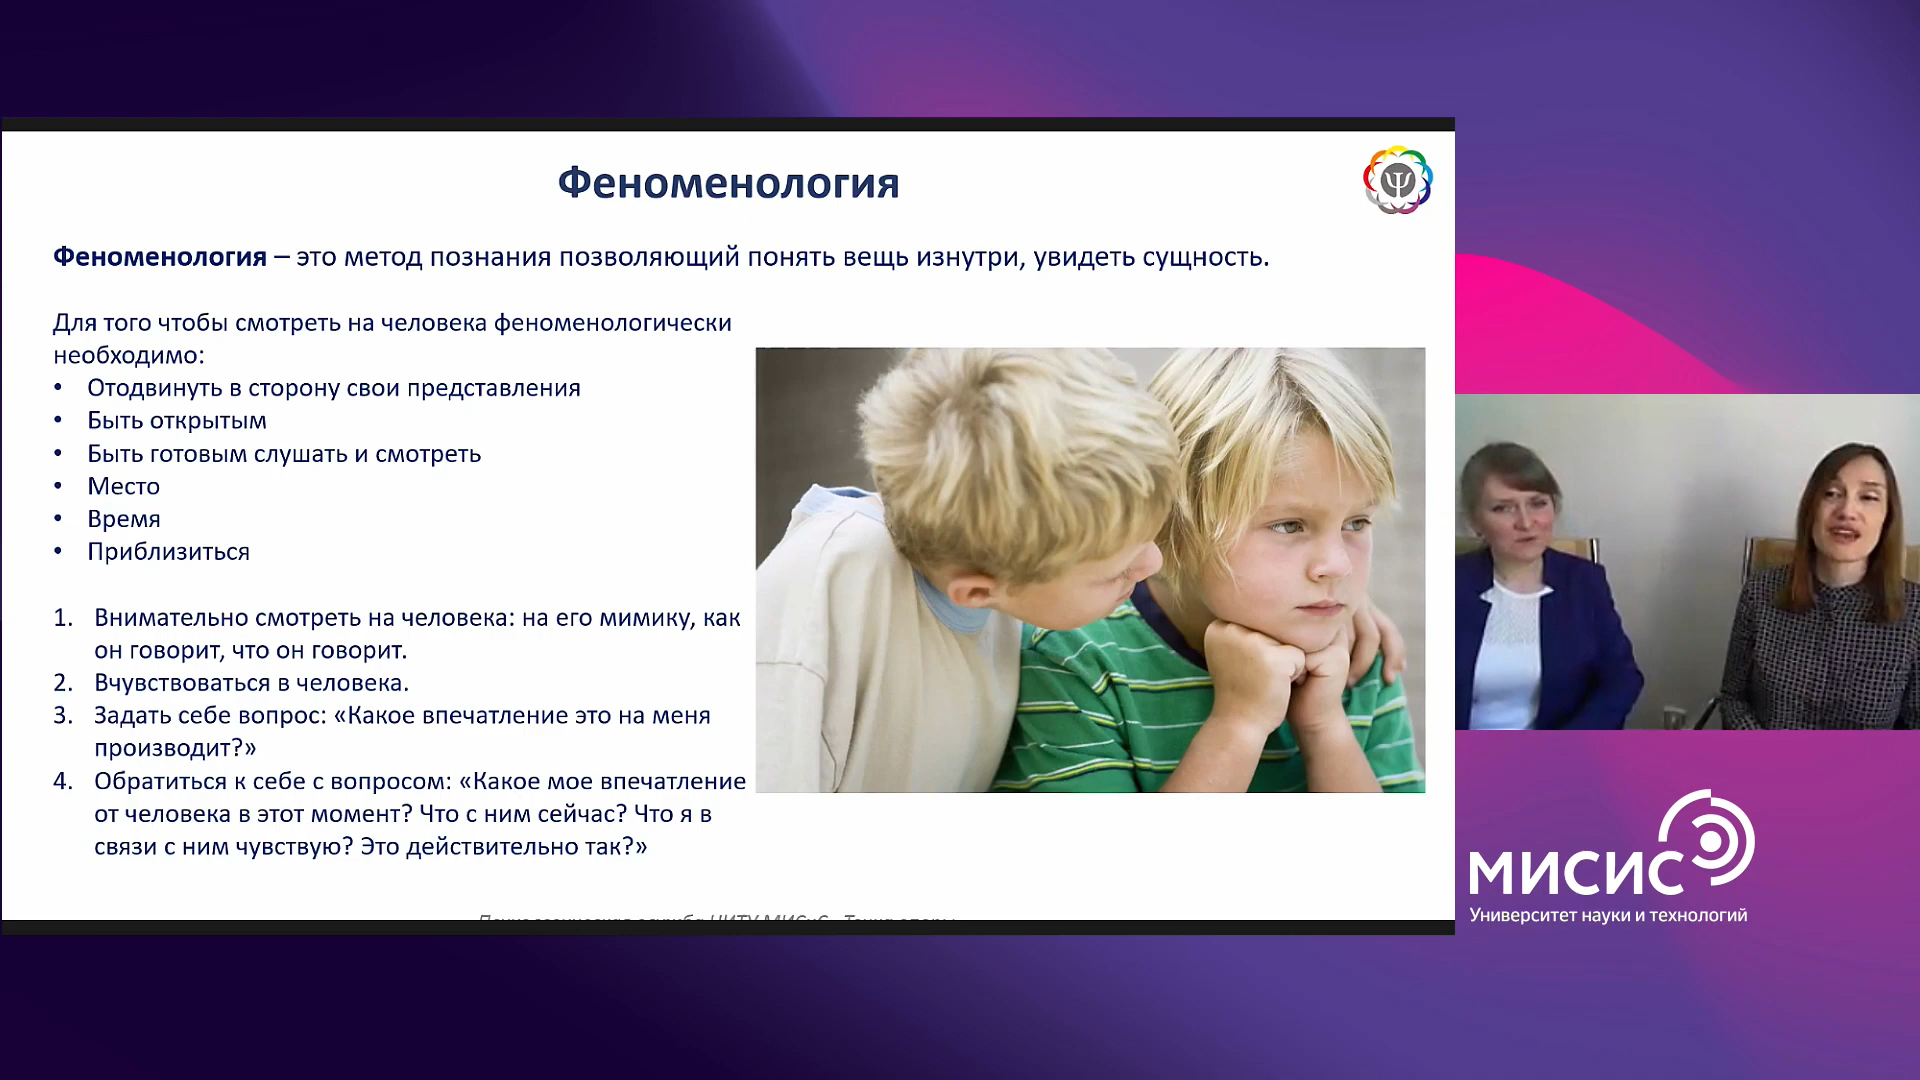 Феноменология
Феноменология – это метод познания позволяющий понять вещь изнутри, увидеть сущность.
Для того чтобы смотреть на человека феноменологически
необходимо:
• Отодвинуть в сторону свои представления
• Быть открытым
• Быть готовым слушать и смотреть
• Место
• Время
• Приблизиться
1. Внимательно смотреть на человека: на его мимику, как
он говорит, что он говорит.
2. Вчувствоваться в человека.
3. Задать себе вопрос: «Какое впечатление это на меня
производит?»
4. Обратиться к себе с вопросом: «Какое мое впечатление
от человека в этот момент? Что с ним сейчас? Что я в
связи с ним чувствую? Это действительно так?»
МИСИС
Университет науки и технологий